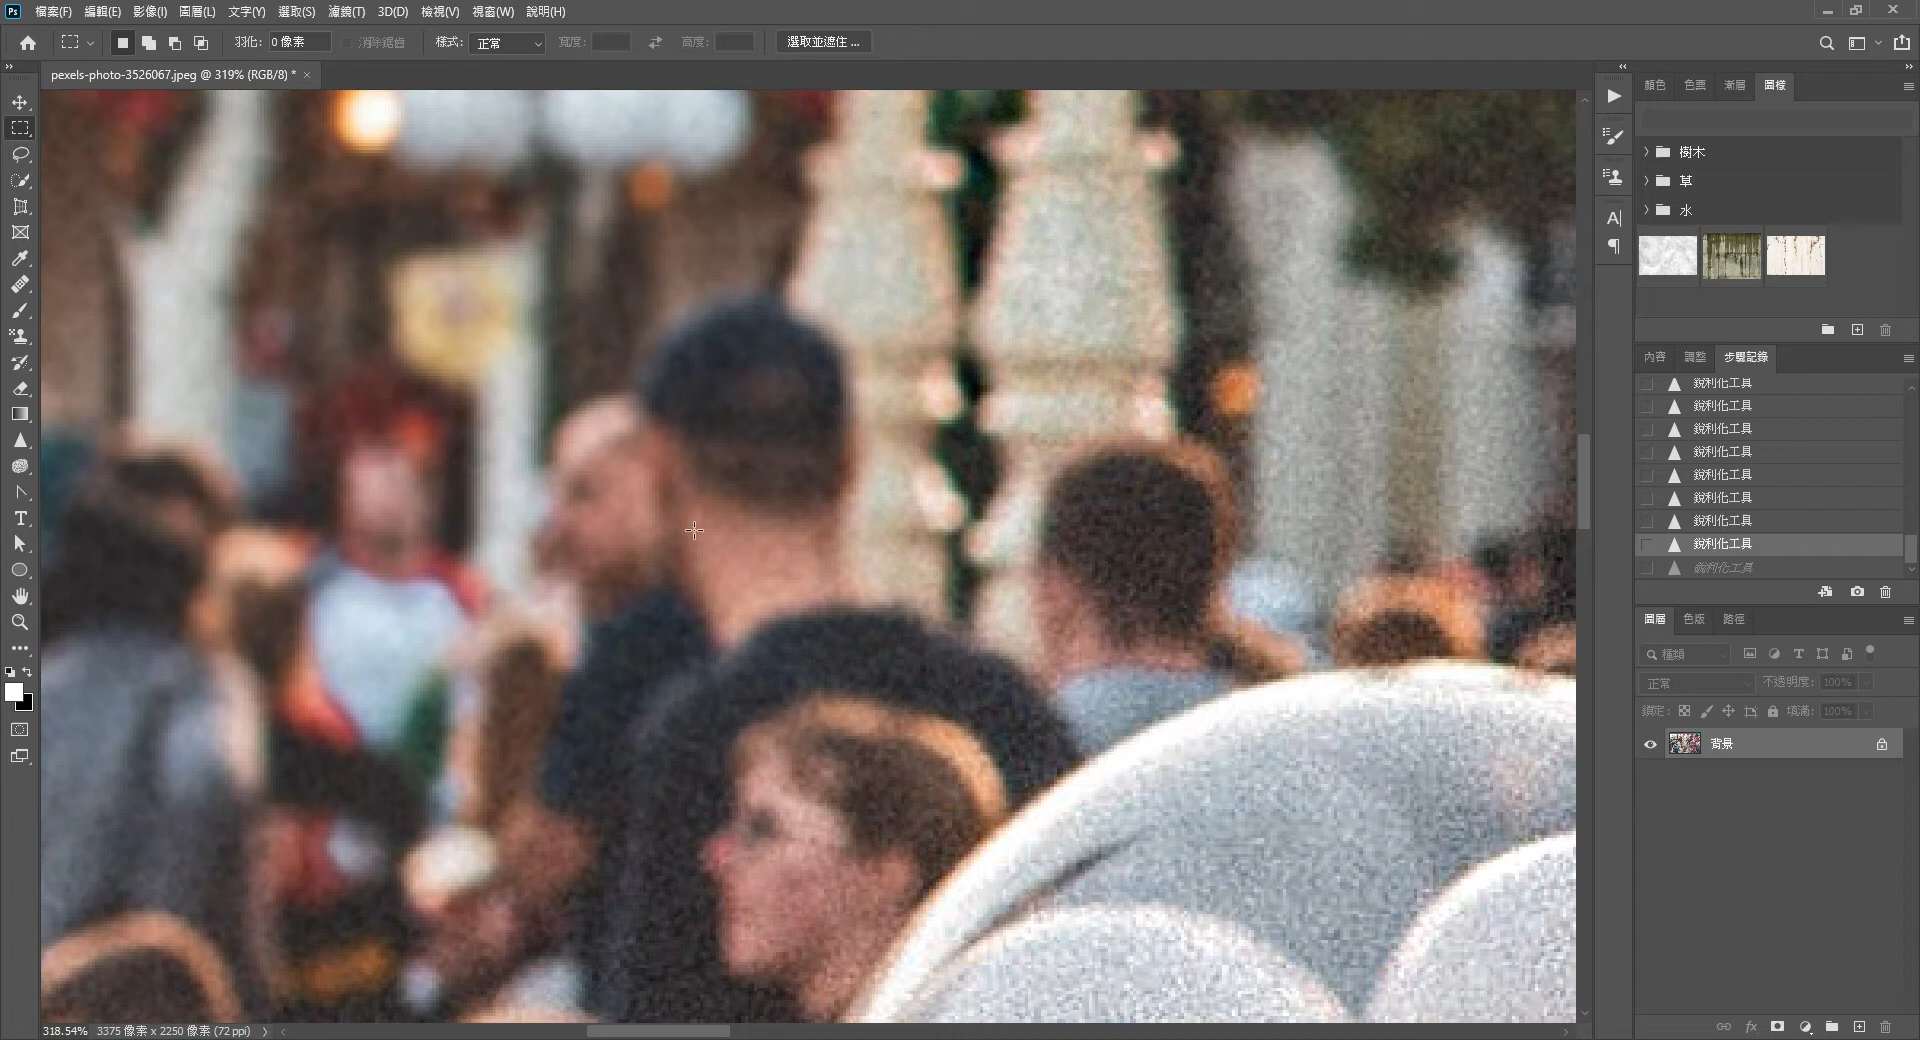 Ps 檔案(F) 編輯(E) 影像(I) 圖層(L) 文字(Y) 選取(S) 濾鏡(T) 3D(D) 檢視(V) 視窗(W) 說明(H)
羽化: 0 像素 消除鋸齒 樣式: 正常 寬度: 高度: 選取並遮住 ...
pexels-photo-3526067.jpeg @ 319% (RGB/8) * ×
顏色 色票 漸層 圖樣
樹木
草
水
內容 調整 步驟記錄
銳利化工具
銳利化工具
銳利化工具
銳利化工具
銳利化工具
銳利化工具
銳利化工具
銳利化工具
銳利化工具
圖層 色版 路徑
種類
正常 不透明度: 100%
鎖定: 填滿: 100%
背景
fx
318.54% 3375 像素 x 2250 像素 (72 ppi)